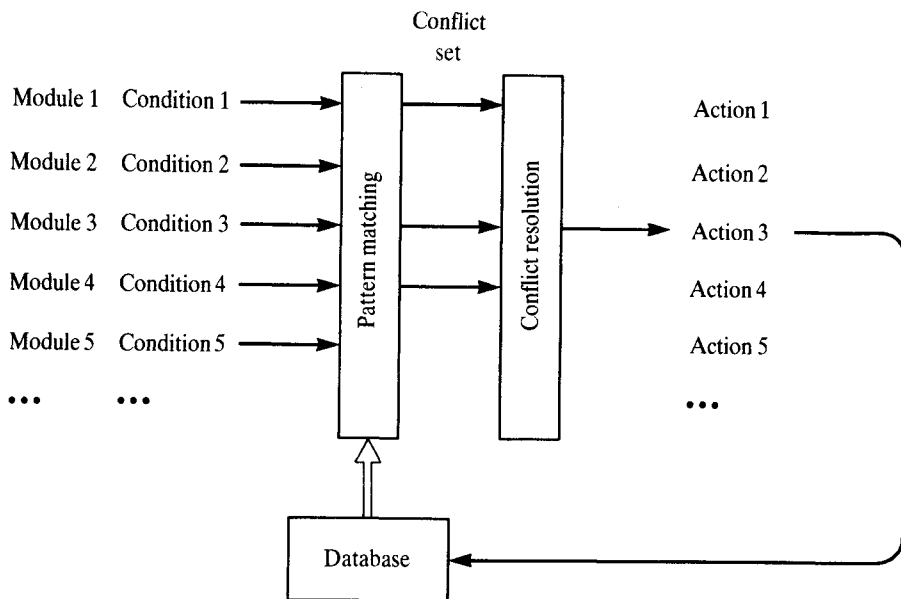 Conflict
set
Module 1 Condition 1 Action 1
Module 2 Condition 2 Action 2
Module 3 Condition 3 Action 3
Module 4 Condition 4 Action 4
Module 5 Condition 5 Action 5
... ... ...
Pattern matching
Conflict resolution
Database